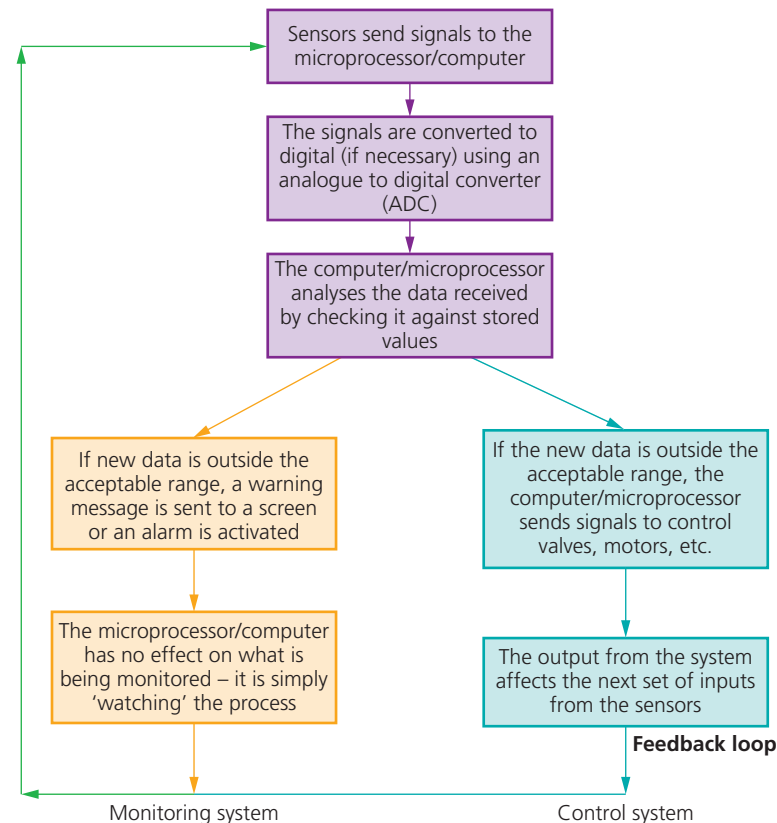 Sensors send signals to the
microprocessor/computer
The signals are converted to
digital (if necessary) using an
analogue to digital converter
(ADC)
The computer/microprocessor
analyses the data received
by checking it against stored
values
If new data is outside the
acceptable range, a warning
message is sent to a screen
or an alarm is activated
The microprocessor/computer
has no effect on what is
being monitored – it is simply
‘watching’ the process
If the new data is outside the
acceptable range, the
computer/microprocessor
sends signals to control
valves, motors, etc.
The output from the system
affects the next set of inputs
from the sensors
Feedback loop
Monitoring system
Control system